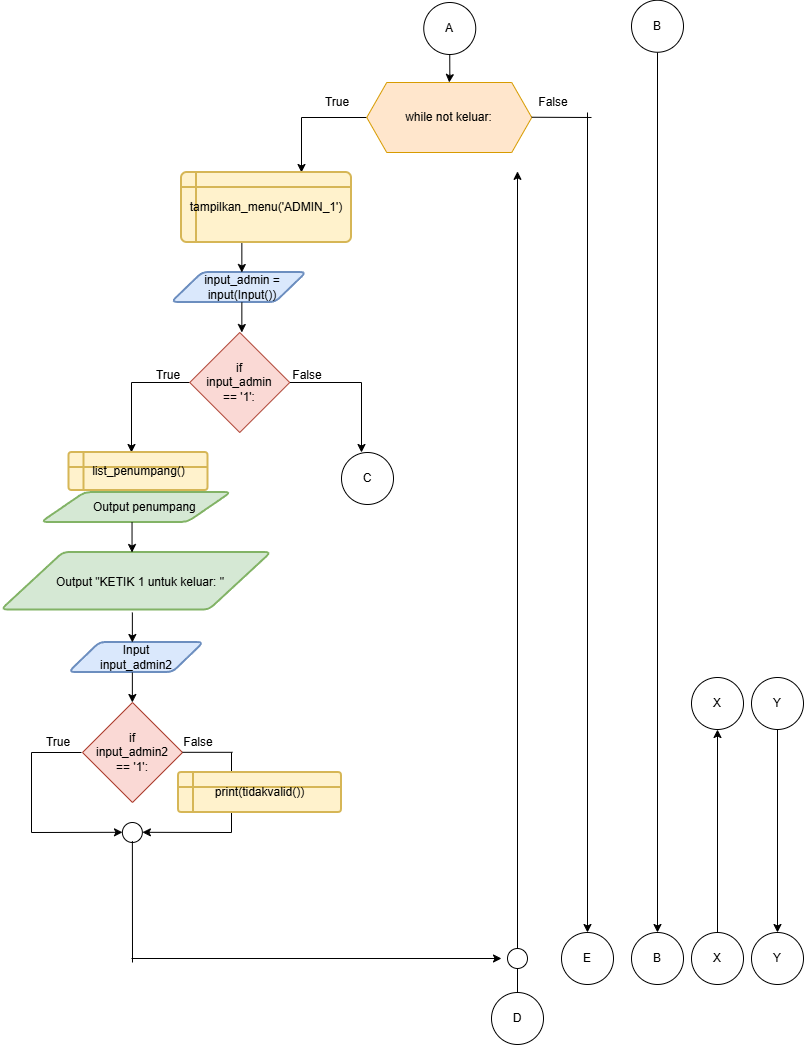 A
B
True
while not keluar:
False
tampilkan_menu('ADMIN_1')
input_admin =
input(Input())
True
if
input_admin
== '1':
False
list_penumpang()
C
Output penumpang
Output "KETIK 1 untuk keluar: "
Input
input_admin2
True
if
input_admin2
== '1':
False
print(tidakvalid())
X
Y
E
B
X
Y
D